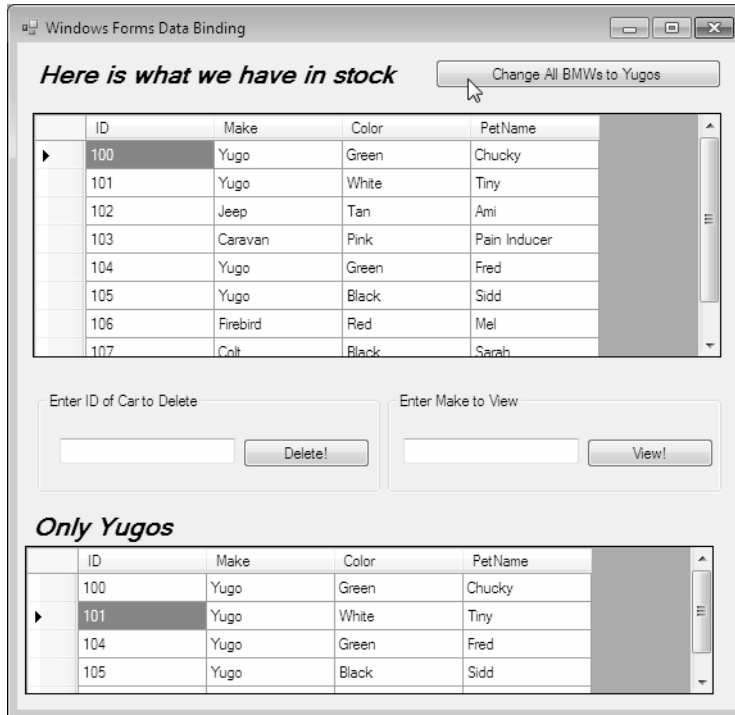 Windows Forms Data Binding
Here is what we have in stock Change All BMWs to Yugos
ID Make Color PetName
100 Yugo Green Chucky
101 Yugo White Tiny
102 Jeep Tan Ami
103 Caravan Pink Pain Inducer
104 Yugo Green Fred
105 Yugo Black Sidd
106 Firebird Red Mel
107 Colt Black Sarah
Enter ID of Car to Delete Enter Make to View
Delete! View!
Only Yugos
ID Make Color PetName
100 Yugo Green Chucky
101 Yugo White Tiny
104 Yugo Green Fred
105 Yugo Black Sidd